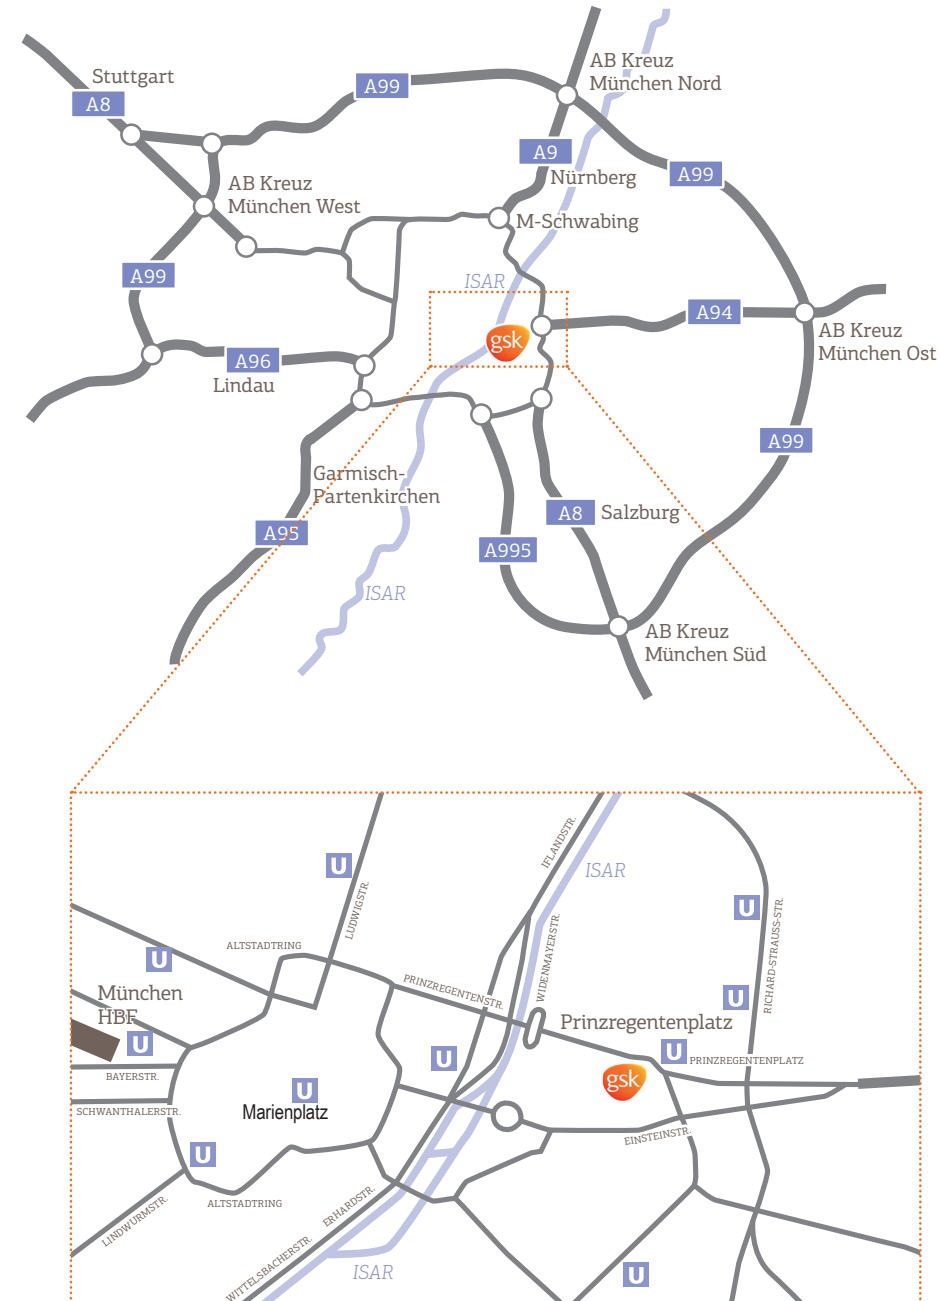 AB Kreuz
München Nord
Stuttgart
A99
A8
A9
A99
Nürnberg
AB Kreuz
München West
M-Schwabing
A99
ISAR
A94
gsk
AB Kreuz
München Ost
A96
Lindau
A99
Garmisch-
Partenkirchen
A8
Salzburg
A95
A995
ISAR
AB Kreuz
München Süd
IFLANDSTR.
U
ISAR
LUDWIGSTR.
U
RICHARD-STRAUSS-STR.
ALTSTADTRING
U
WIDENMAYERSTR.
PRINZREGENTENSTR.
München
HBF
U
U
Prinzregentenplatz
U
U
PRINZREGENTENPLATZ
BAYERSTR.
gsk
U
SCHWANTHALERSTR.
Marienplatz
EINSTEINSTR.
U
ALTSTADTRING
LINDWURMSTR.
ERHARDSTR.
WITTELSBACHERSTR.
ISAR
U